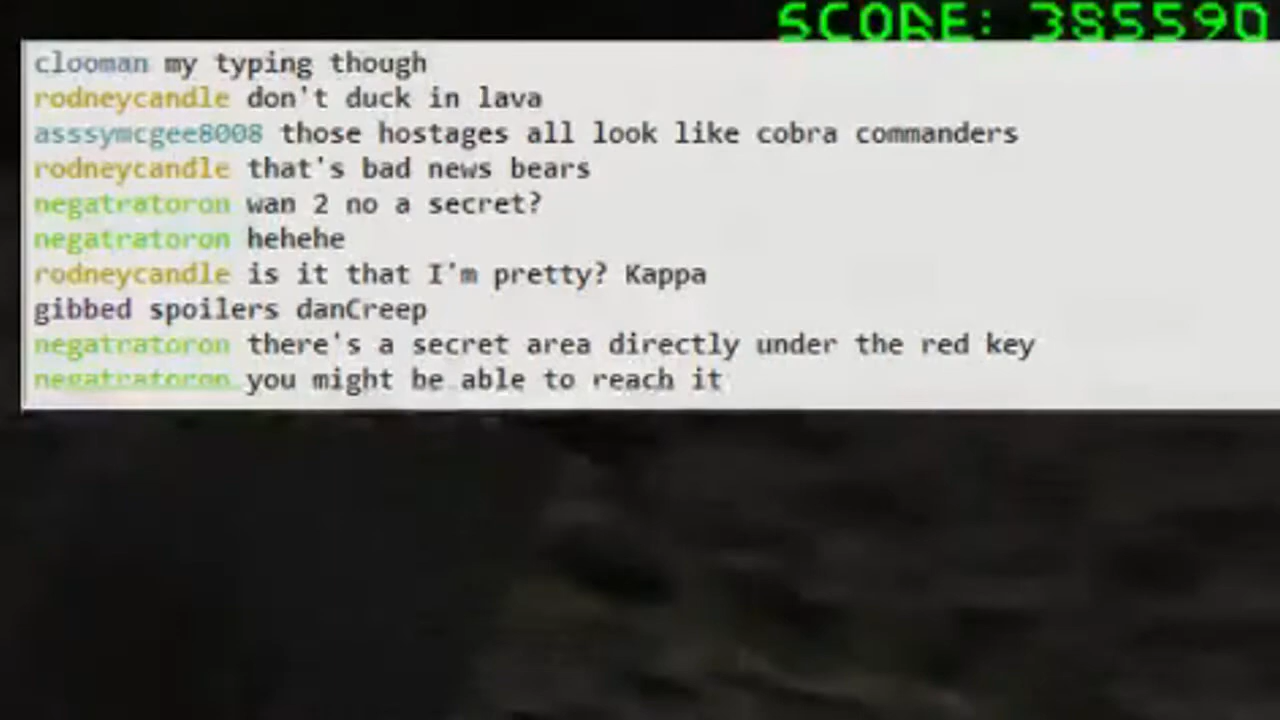 SCORE: 385590
clooman my typing though
rodneycandle don't duck in lava
asssymcgee8008 those hostages all look like cobra commanders
rodneycandle that's bad news bears
negatratoron wan 2 no a secret?
negatratoron hehehe
rodneycandle is it that I'm pretty? Kappa
gibbed spoilers danCreep
negatratoron there's a secret area directly under the red key
negatratoron you might be able to reach it